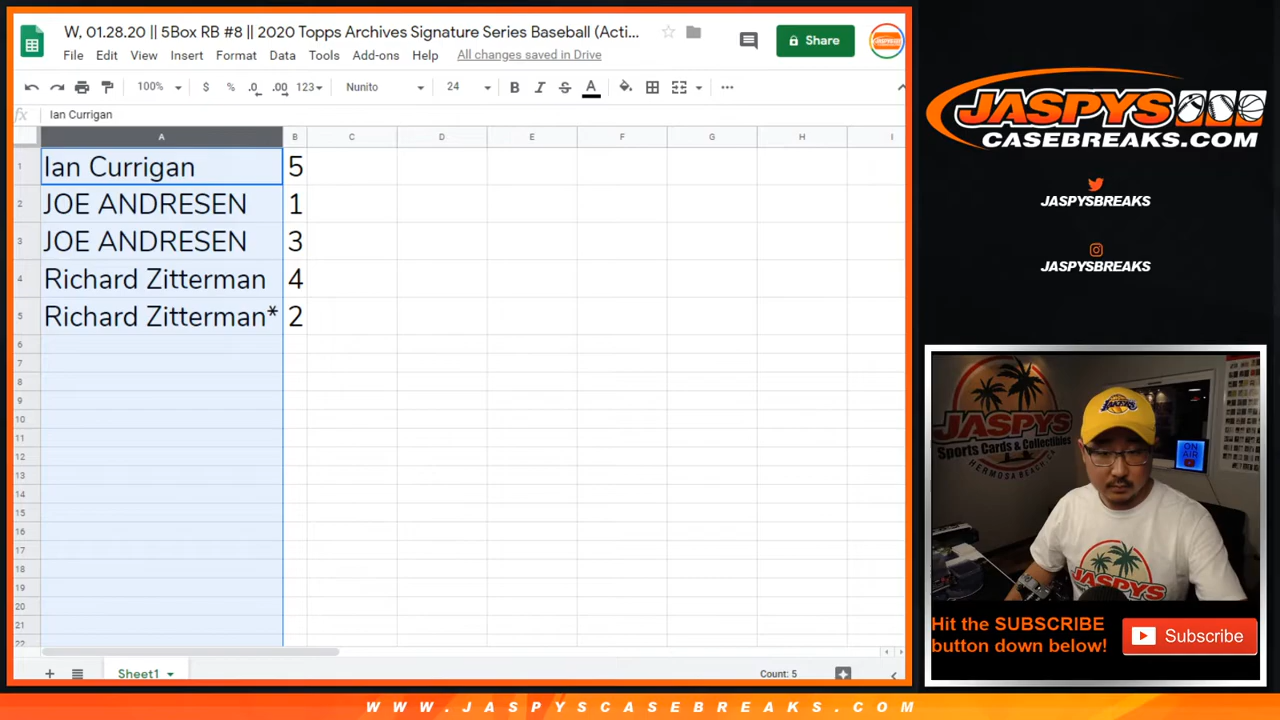 W, 01.28.20 || 5Box RB #8 || 2020 Topps Archives Signature Series Baseball (Acti...
File Edit View Insert Format Data Tools Add-ons Help All changes saved in Drive
Share
100% $ % .0 .00 123 Nunito 24 B I S A
fx Ian Currigan
A B C D E F G H I
1 Ian Currigan 5
2 JOE ANDRESEN 1
3 JOE ANDRESEN 3
4 Richard Zitterman 4
5 Richard Zitterman* 2
6
7
8
9
10
11
12
13
14
15
16
17
18
19
20
21
22
Sheet1
Count: 5
JASPYS
CASEBREAKS.COM
JASPYSBREAKS
JASPYSBREAKS
JASPYS
Sports Cards & Collectibles
HERMOSA BEACH, CA
LAKERS
ON AIR
JASPYS
Hit the SUBSCRIBE
button down below!
Subscribe
WWW.JASPYSCASEBREAKS.COM